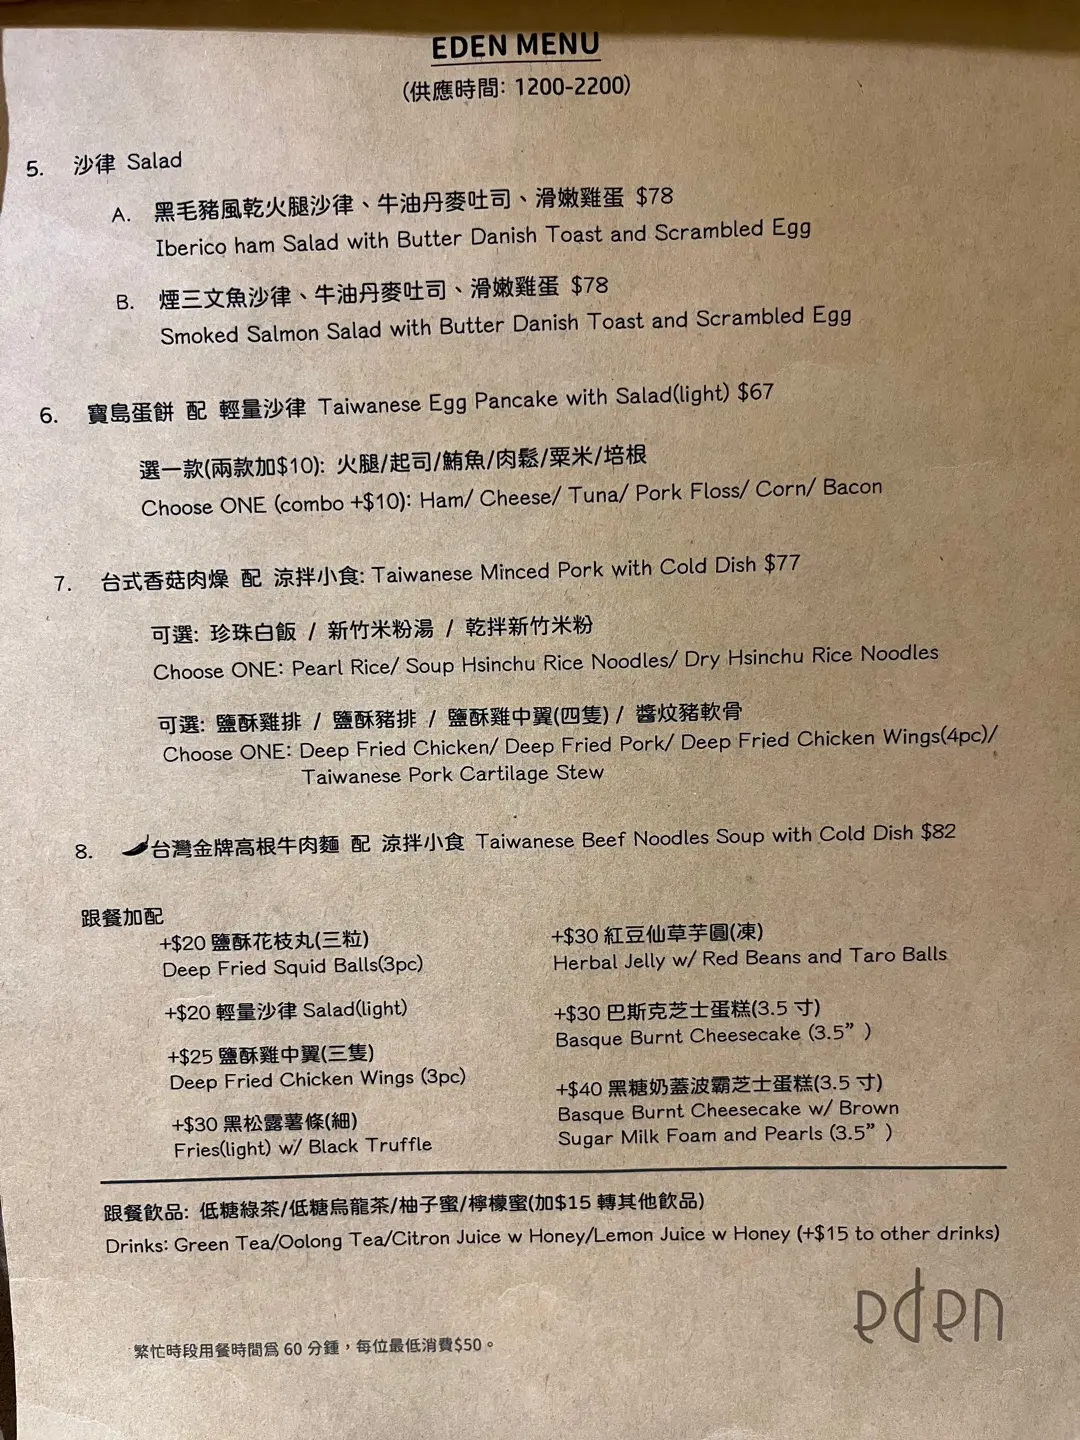 EDEN MENU
(供應時間: 1200-2200)
5. 沙律 Salad
A. 黑毛豬風乾火腿沙律、牛油丹麥吐司、滑嫩雞蛋 $78
Iberico ham Salad with Butter Danish Toast and Scrambled Egg
B. 煙三文魚沙律、牛油丹麥吐司、滑嫩雞蛋 $78
Smoked Salmon Salad with Butter Danish Toast and Scrambled Egg
6. 寶島蛋餅 配 輕量沙律 Taiwanese Egg Pancake with Salad(light) $67
選一款(兩款加$10): 火腿/起司/鮪魚/肉鬆/粟米/培根
Choose ONE (combo +$10): Ham/ Cheese/ Tuna/ Pork Floss/ Corn/ Bacon
7. 台式香菇肉燥 配 涼拌小食: Taiwanese Minced Pork with Cold Dish $77
可選: 珍珠白飯 / 新竹米粉湯 / 乾拌新竹米粉
Choose ONE: Pearl Rice/ Soup Hsinchu Rice Noodles/ Dry Hsinchu Rice Noodles
可選: 鹽酥雞排 / 鹽酥豬排 / 鹽酥雞中翼(四隻) / 醬炆豬軟骨
Choose ONE: Deep Fried Chicken/ Deep Fried Pork/ Deep Fried Chicken Wings(4pc)/
Taiwanese Pork Cartilage Stew
8. 台灣金牌高根牛肉麵 配 涼拌小食 Taiwanese Beef Noodles Soup with Cold Dish $82
跟餐加配
+$20 鹽酥花枝丸(三粒)
Deep Fried Squid Balls(3pc)
+$20 輕量沙律 Salad(light)
+$25 鹽酥雞中翼(三隻)
Deep Fried Chicken Wings (3pc)
+$30 黑松露薯條(細)
Fries(light) w/ Black Truffle
+$30 紅豆仙草芋圓(凍)
Herbal Jelly w/ Red Beans and Taro Balls
+$30 巴斯克芝士蛋糕(3.5 寸)
Basque Burnt Cheesecake (3.5” )
+$40 黑糖奶蓋波霸芝士蛋糕(3.5 寸)
Basque Burnt Cheesecake w/ Brown
Sugar Milk Foam and Pearls (3.5” )
跟餐飲品: 低糖綠茶/低糖烏龍茶/柚子蜜/檸檬蜜(加$15 轉其他飲品)
Drinks: Green Tea/Oolong Tea/Citron Juice w Honey/Lemon Juice w Honey (+$15 to other drinks)
eden
繁忙時段用餐時間為 60 分鍾，每位最低消費$50。